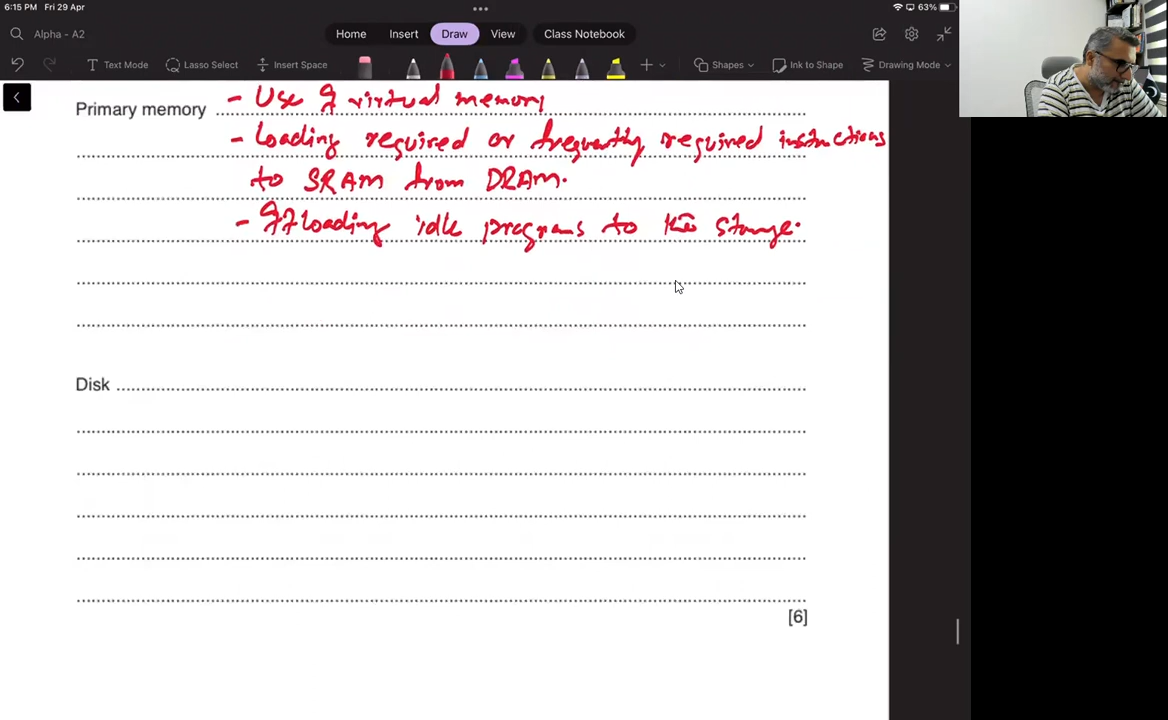 6:15 PM Fri 29 Apr
63%
Alpha - A2
Home Insert Draw View Class Notebook
Text Mode Lasso Select Insert Space Shapes Ink to Shape Drawing Mode
Primary memory - Use of virtual memory
- Loading required or frequently required instructions
to SRAM from DRAM.
- Offloading idle programs to the storage.
Disk
[6]